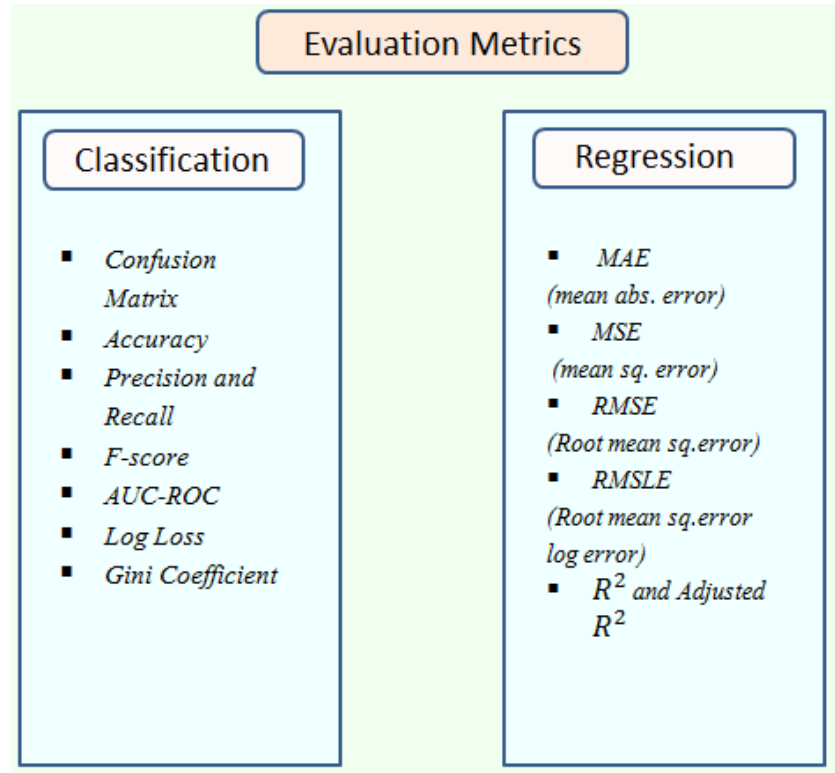 Evaluation Metrics
Classification
▪ Confusion
Matrix
▪ Accuracy
▪ Precision and
Recall
▪ F-score
▪ AUC-ROC
▪ Log Loss
▪ Gini Coefficient
Regression
▪ MAE
(mean abs. error)
▪ MSE
(mean sq. error)
▪ RMSE
(Root mean sq.error)
▪ RMSLE
(Root mean sq.error
log error)
▪ R² and Adjusted
R²